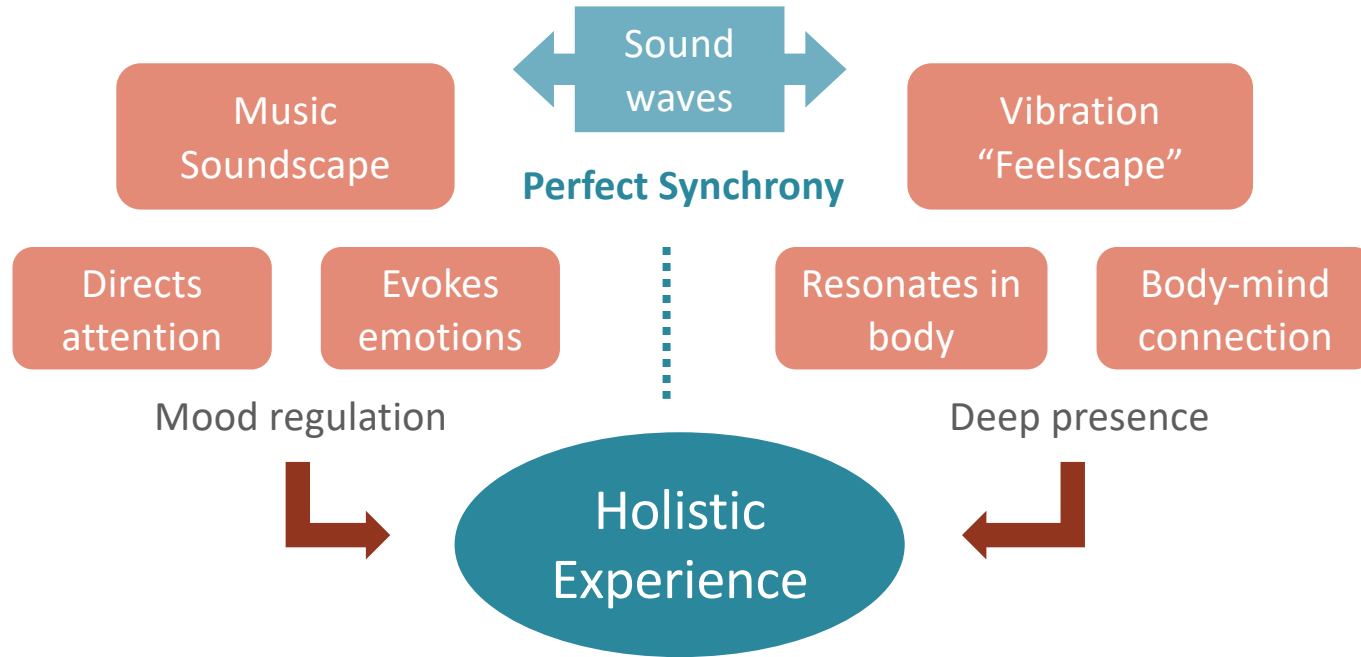 Sound
waves
Music
Soundscape
Vibration
“Feelscape”
Perfect Synchrony
Directs
attention
Evokes
emotions
Resonates in
body
Body-mind
connection
Mood regulation
Deep presence
Holistic
Experience